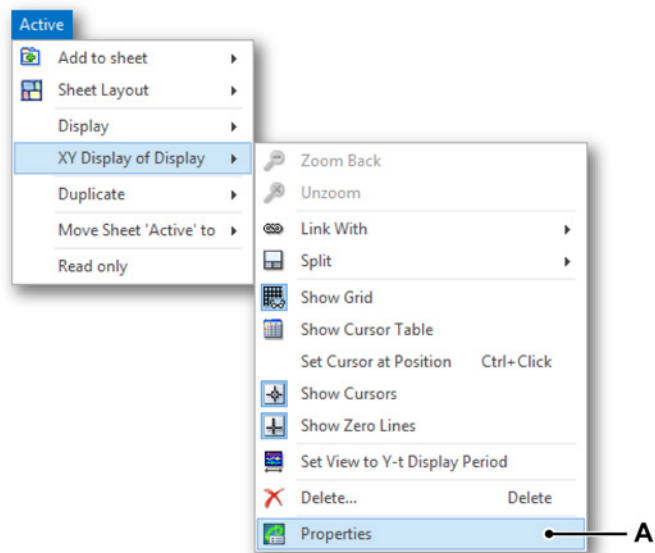 Active
Add to sheet
Sheet Layout
Display
XY Display of Display
Duplicate
Move Sheet 'Active' to
Read only
Zoom Back
Unzoom
Link With
Split
Show Grid
Show Cursor Table
Set Cursor at Position Ctrl+Click
Show Cursors
Show Zero Lines
Set View to Y-t Display Period
Delete... Delete
Properties A